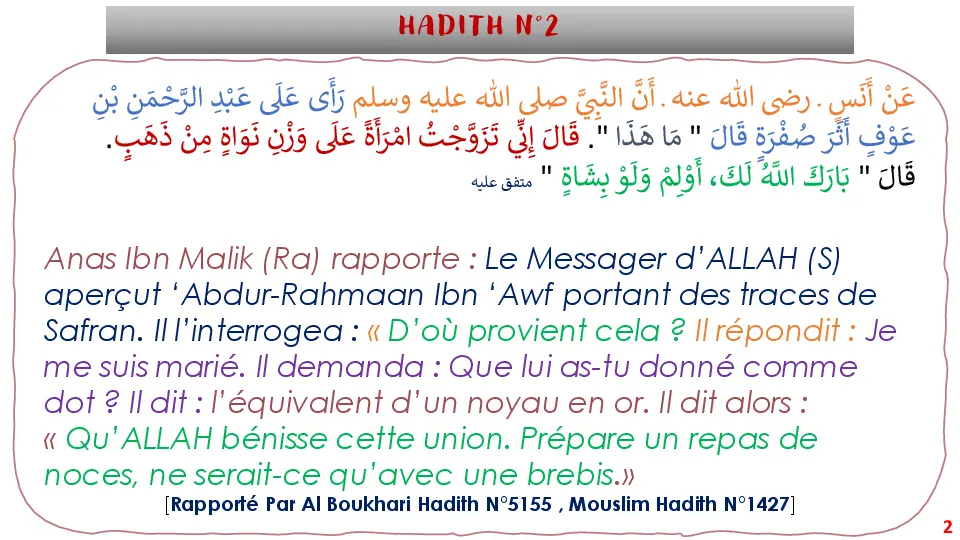 HADITH N°2
عَنْ أَنَسٍ . رضى الله عنه . أَنَّ النَّبِيَّ صلى الله عليه وسلم رَأَى عَلَى عَبْدِ الرَّحْمَنِ بْنِ
عَوْفٍ أَثَرَ صُفْرَةٍ قَالَ " مَا هَذَا ". قَالَ إِنِّي تَزَوَّجْتُ امْرَأَةً عَلَى وَزْنِ نَوَاةٍ مِنْ ذَهَبٍ.
قَالَ " بَارَكَ اللَّهُ لَكَ، أَوْلِمْ وَلَوْ بِشَاةٍ " متفق عليه
Anas Ibn Malik (Ra) rapporte : Le Messager d’ALLAH (S)
aperçut ‘Abdur-Rahmaan Ibn ‘Awf portant des traces de
Safran. Il l’interrogea : « D’où provient cela ? Il répondit : Je
me suis marié. Il demanda : Que lui as-tu donné comme
dot ? Il dit : l’équivalent d’un noyau en or. Il dit alors :
« Qu’ALLAH bénisse cette union. Prépare un repas de
noces, ne serait-ce qu’avec une brebis.»
[Rapporté Par Al Boukhari Hadith N°5155 , Mouslim Hadith N°1427]
2